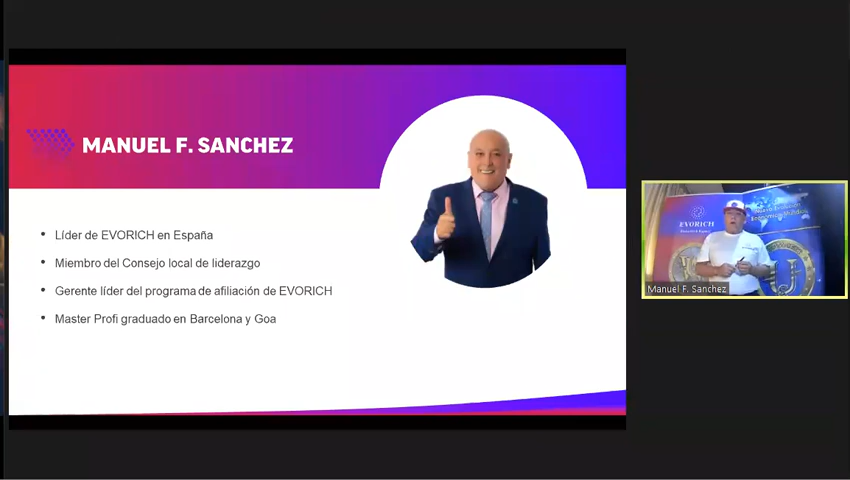 MANUEL F. SANCHEZ
• Líder de EVORICH en España
• Miembro del Consejo local de liderazgo
• Gerente líder del programa de afiliación de EVORICH
• Master Profi graduado en Barcelona y Goa
EVORICH
Manuel F. Sanchez